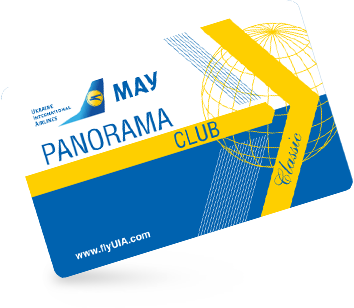 UKRAINE
INTERNATIONAL
AIRLINES
МАУ
PANORAMA
CLUB
Classic
www.flyUIA.com